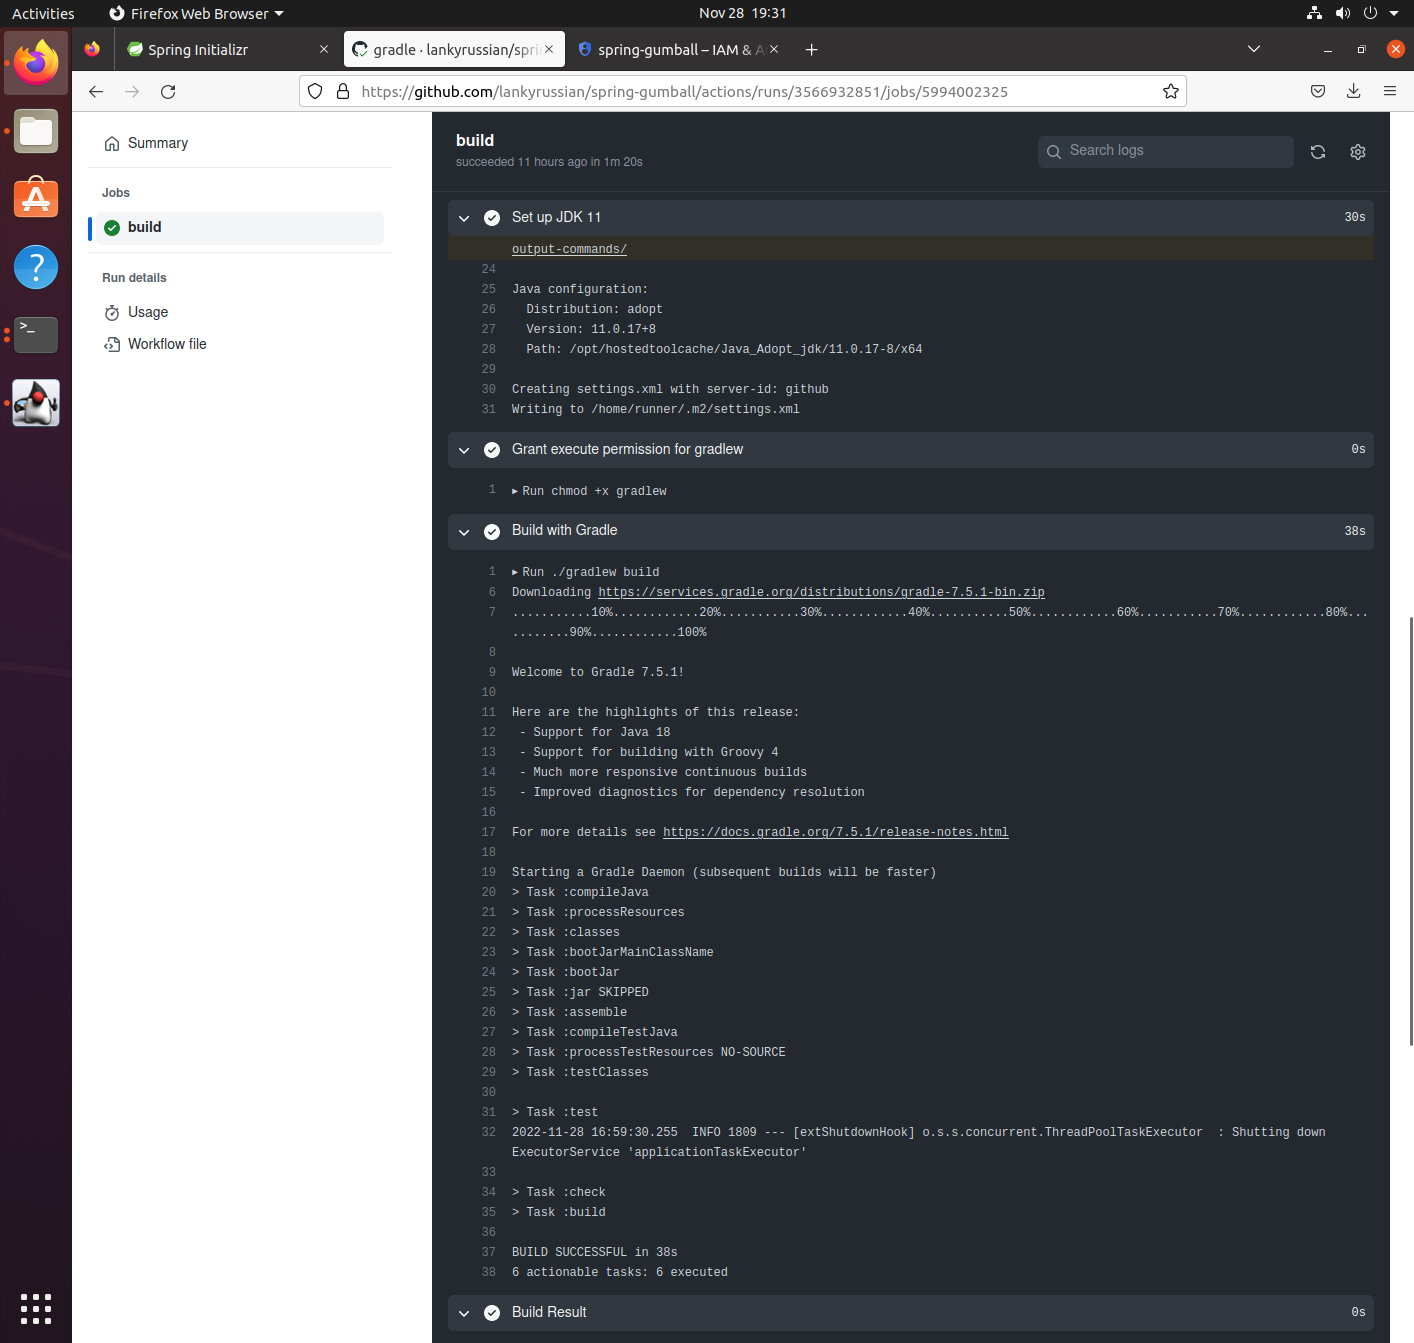 Activities
Firefox Web Browser
Nov 28 19:31
Spring Initializr
gradle · lankyrussian/spri
spring-gumball – IAM & A
https://github.com/lankyrussian/spring-gumball/actions/runs/3566932851/jobs/5994002325
Summary
Jobs
build
Run details
Usage
Workflow file
build
succeeded 11 hours ago in 1m 20s
Search logs
Set up JDK 11 30s
output-commands/
24
25 Java configuration:
26 Distribution: adopt
27 Version: 11.0.17+8
28 Path: /opt/hostedtoolcache/Java_Adopt_jdk/11.0.17-8/x64
29
30 Creating settings.xml with server-id: github
31 Writing to /home/runner/.m2/settings.xml
Grant execute permission for gradlew 0s
1 ▸ Run chmod +x gradlew
Build with Gradle 38s
1 ▸ Run ./gradlew build
6 Downloading https://services.gradle.org/distributions/gradle-7.5.1-bin.zip
7 ...........10%............20%...........30%............40%...........50%............60%...........70%............80%...
........90%............100%
8
9 Welcome to Gradle 7.5.1!
10
11 Here are the highlights of this release:
12 - Support for Java 18
13 - Support for building with Groovy 4
14 - Much more responsive continuous builds
15 - Improved diagnostics for dependency resolution
16
17 For more details see https://docs.gradle.org/7.5.1/release-notes.html
18
19 Starting a Gradle Daemon (subsequent builds will be faster)
20 > Task :compileJava
21 > Task :processResources
22 > Task :classes
23 > Task :bootJarMainClassName
24 > Task :bootJar
25 > Task :jar SKIPPED
26 > Task :assemble
27 > Task :compileTestJava
28 > Task :processTestResources NO-SOURCE
29 > Task :testClasses
30
31 > Task :test
32 2022-11-28 16:59:30.255 INFO 1809 --- [extShutdownHook] o.s.s.concurrent.ThreadPoolTaskExecutor : Shutting down
ExecutorService 'applicationTaskExecutor'
33
34 > Task :check
35 > Task :build
36
37 BUILD SUCCESSFUL in 38s
38 6 actionable tasks: 6 executed
Build Result 0s